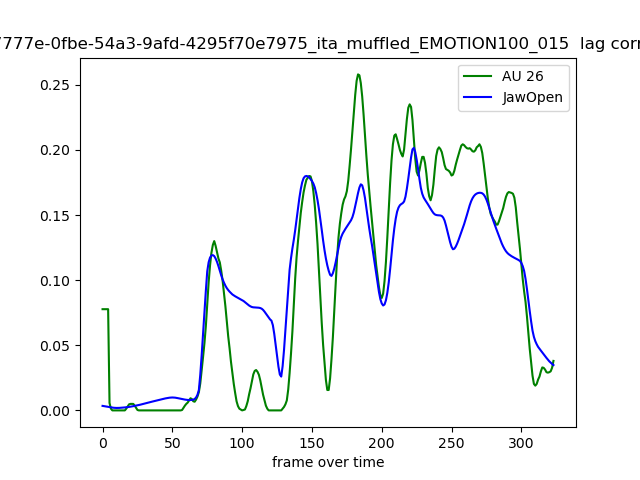 7777e-0fbe-54a3-9afd-4295f70e7975_ita_muffled_EMOTION100_015 lag corr
AU 26
JawOpen
0.25
0.20
0.15
0.10
0.05
0.00
0 50 100 150 200 250 300
frame over time